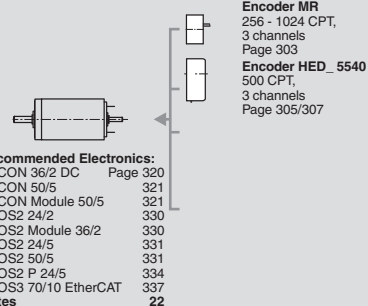 Encoder MR
256 - 1024 CPT,
3 channels
Page 303
Encoder HED_ 5540
500 CPT,
3 channels
Page 305/307
commended Electronics:
CON 36/2 DC Page 320
CON 50/5 321
CON Module 50/5 321
OS2 24/2 330
OS2 Module 36/2 330
OS2 24/5 331
OS2 50/5 331
OS2 P 24/5 334
OS3 70/10 EtherCAT 337
tes 22